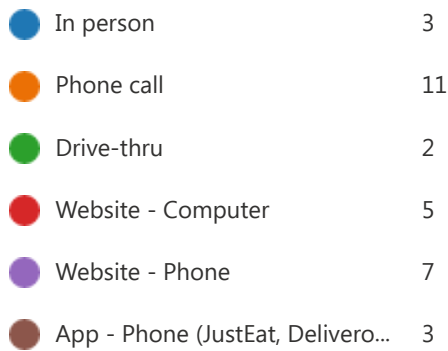 In person 3
Phone call 11
Drive-thru 2
Website - Computer 5
Website - Phone 7
App - Phone (JustEat, Delivero... 3